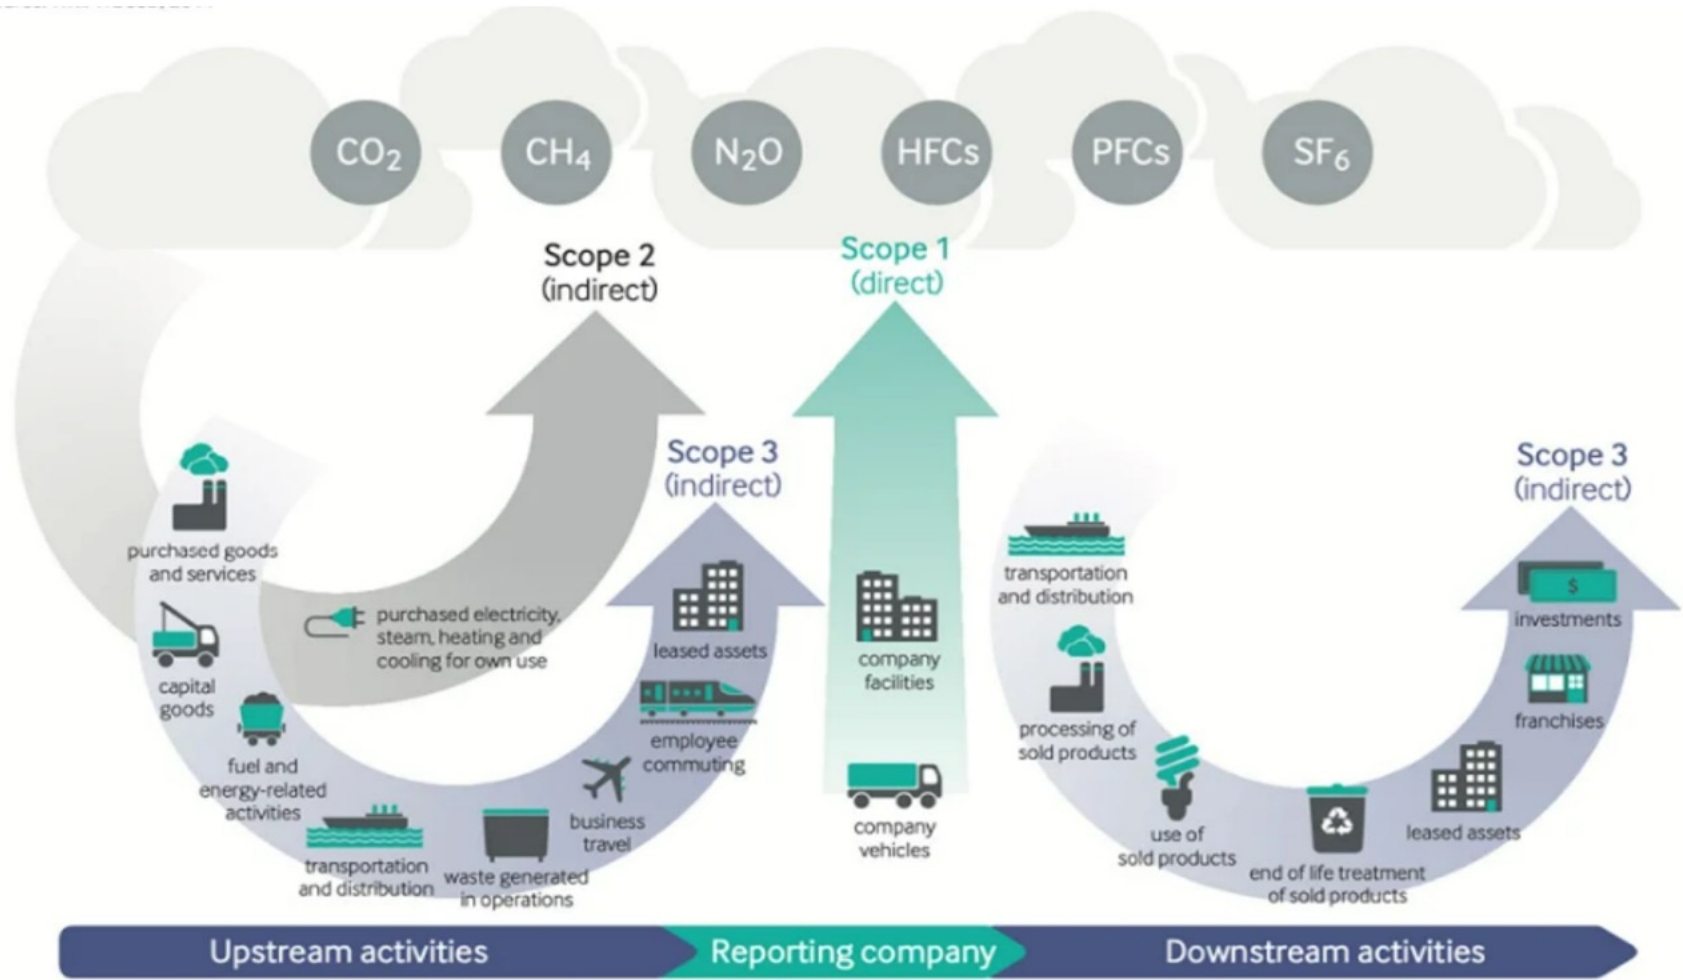 CO₂
CH₄
N₂O
HFCs
PFCs
SF₆
Scope 2
(indirect)
Scope 1
(direct)
Scope 3
(indirect)
Scope 3
(indirect)
purchased goods
and services
capital
goods
fuel and
energy-related
activities
transportation
and distribution
waste generated
in operations
business
travel
employee
commuting
leased assets
purchased electricity,
steam, heating and
cooling for own use
company
facilities
company
vehicles
transportation
and distribution
processing of
sold products
use of
sold products
end of life treatment
of sold products
leased assets
franchises
investments
$
Upstream activities
Reporting company
Downstream activities